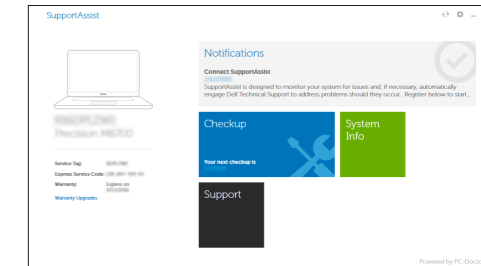 SupportAssist
Notifications
Connect SupportAssist
SupportAssist is designed to monitor your system for issues and, if necessary, automatically
engage Dell Technical Support to address problems should they occur. Register below to start...
Precision M6700
Checkup
System
Info
Your next checkup is
Service Tag:
Express Service Code:
Warranty: Expires on
Warranty Upgrades
Support
Powered by PC-Docto